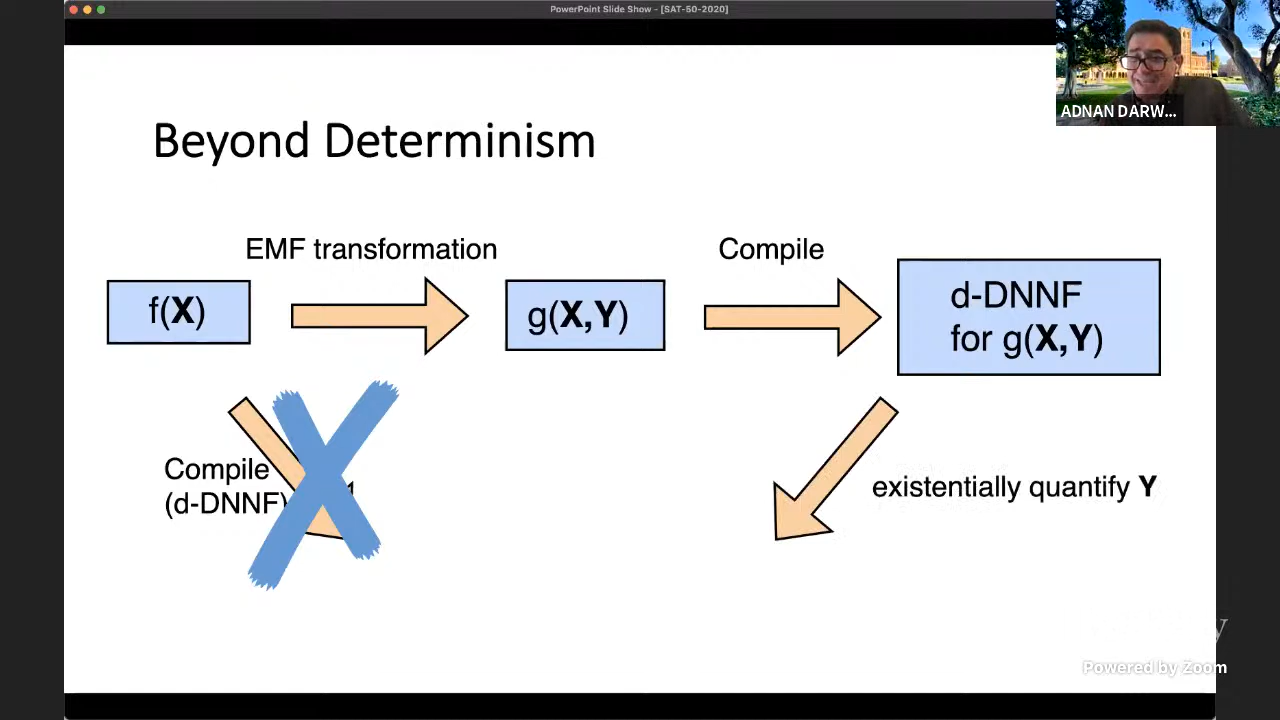 PowerPoint Slide Show - [SAT-50-2020]
ADNAN DARW...
Beyond Determinism
EMF transformation
Compile
f(X)
g(X,Y)
d-DNNF
for g(X,Y)
Compile
(d-DNNF)
existentially quantify Y
Powered by Zoom